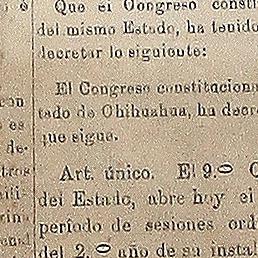 Que el Congreso consti
del mismo Estado, ha tenido
decretar lo siguiente:
El Congreso constituciona
tado de Chihuahua, ha decre
que sigue.
Art. único. El 9.º C
del Estado, abre hoy el
período de sesiones ord
del 2.º año de su instal